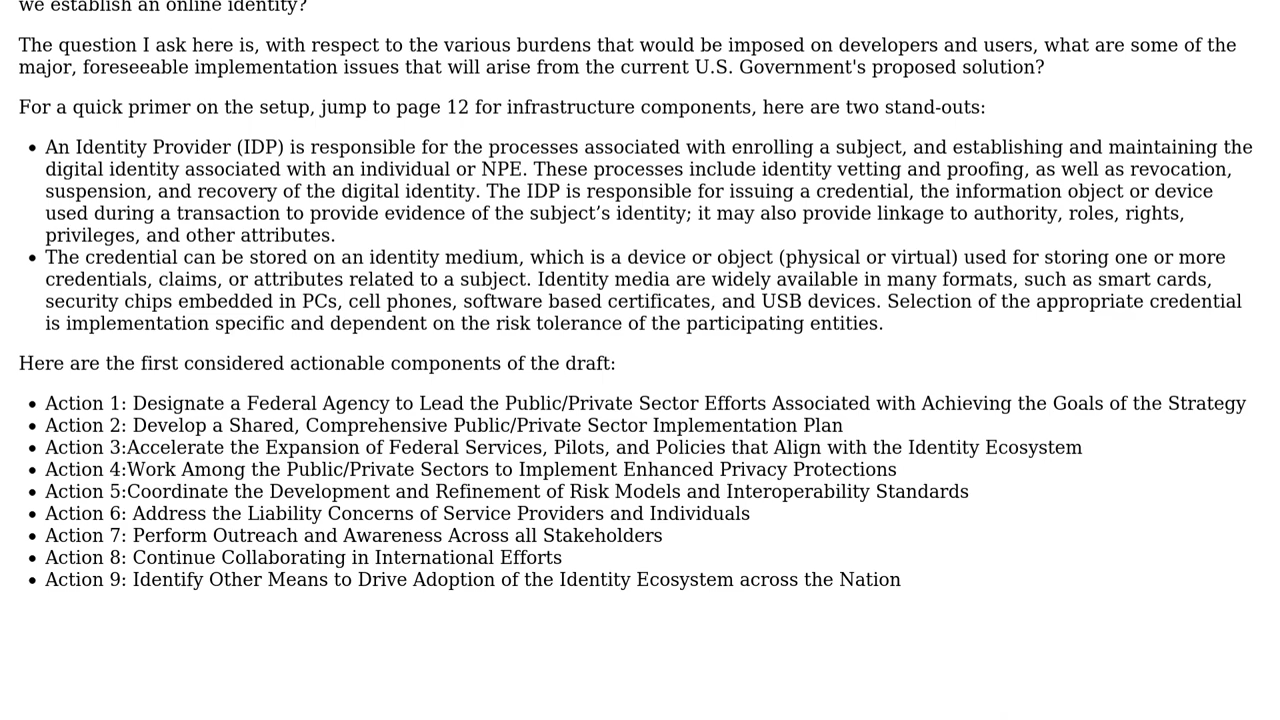 we establish an online identity?
The question I ask here is, with respect to the various burdens that would be imposed on developers and users, what are some of the
major, foreseeable implementation issues that will arise from the current U.S. Government's proposed solution?
For a quick primer on the setup, jump to page 12 for infrastructure components, here are two stand-outs:
• An Identity Provider (IDP) is responsible for the processes associated with enrolling a subject, and establishing and maintaining the
digital identity associated with an individual or NPE. These processes include identity vetting and proofing, as well as revocation,
suspension, and recovery of the digital identity. The IDP is responsible for issuing a credential, the information object or device
used during a transaction to provide evidence of the subject’s identity; it may also provide linkage to authority, roles, rights,
privileges, and other attributes.
• The credential can be stored on an identity medium, which is a device or object (physical or virtual) used for storing one or more
credentials, claims, or attributes related to a subject. Identity media are widely available in many formats, such as smart cards,
security chips embedded in PCs, cell phones, software based certificates, and USB devices. Selection of the appropriate credential
is implementation specific and dependent on the risk tolerance of the participating entities.
Here are the first considered actionable components of the draft:
• Action 1: Designate a Federal Agency to Lead the Public/Private Sector Efforts Associated with Achieving the Goals of the Strategy
• Action 2: Develop a Shared, Comprehensive Public/Private Sector Implementation Plan
• Action 3:Accelerate the Expansion of Federal Services, Pilots, and Policies that Align with the Identity Ecosystem
• Action 4:Work Among the Public/Private Sectors to Implement Enhanced Privacy Protections
• Action 5:Coordinate the Development and Refinement of Risk Models and Interoperability Standards
• Action 6: Address the Liability Concerns of Service Providers and Individuals
• Action 7: Perform Outreach and Awareness Across all Stakeholders
• Action 8: Continue Collaborating in International Efforts
• Action 9: Identify Other Means to Drive Adoption of the Identity Ecosystem across the Nation